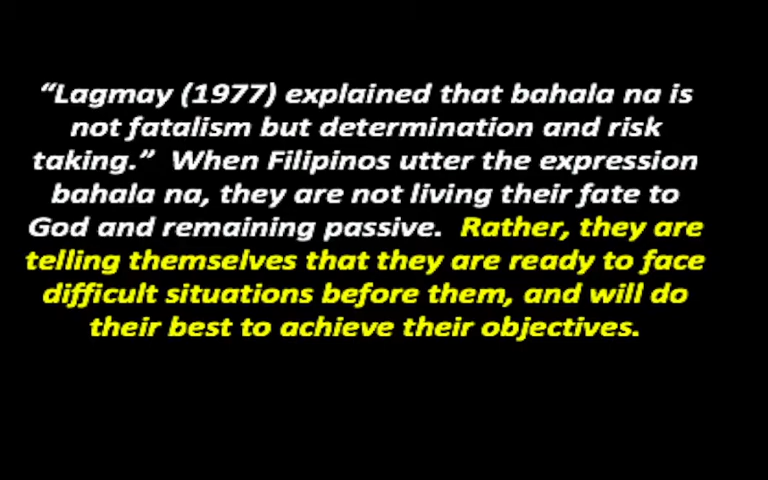 “Lagmay (1977) explained that bahala na is
not fatalism but determination and risk
taking.”  When Filipinos utter the expression
bahala na, they are not living their fate to
God and remaining passive.  Rather, they are
telling themselves that they are ready to face
difficult situations before them, and will do
their best to achieve their objectives.